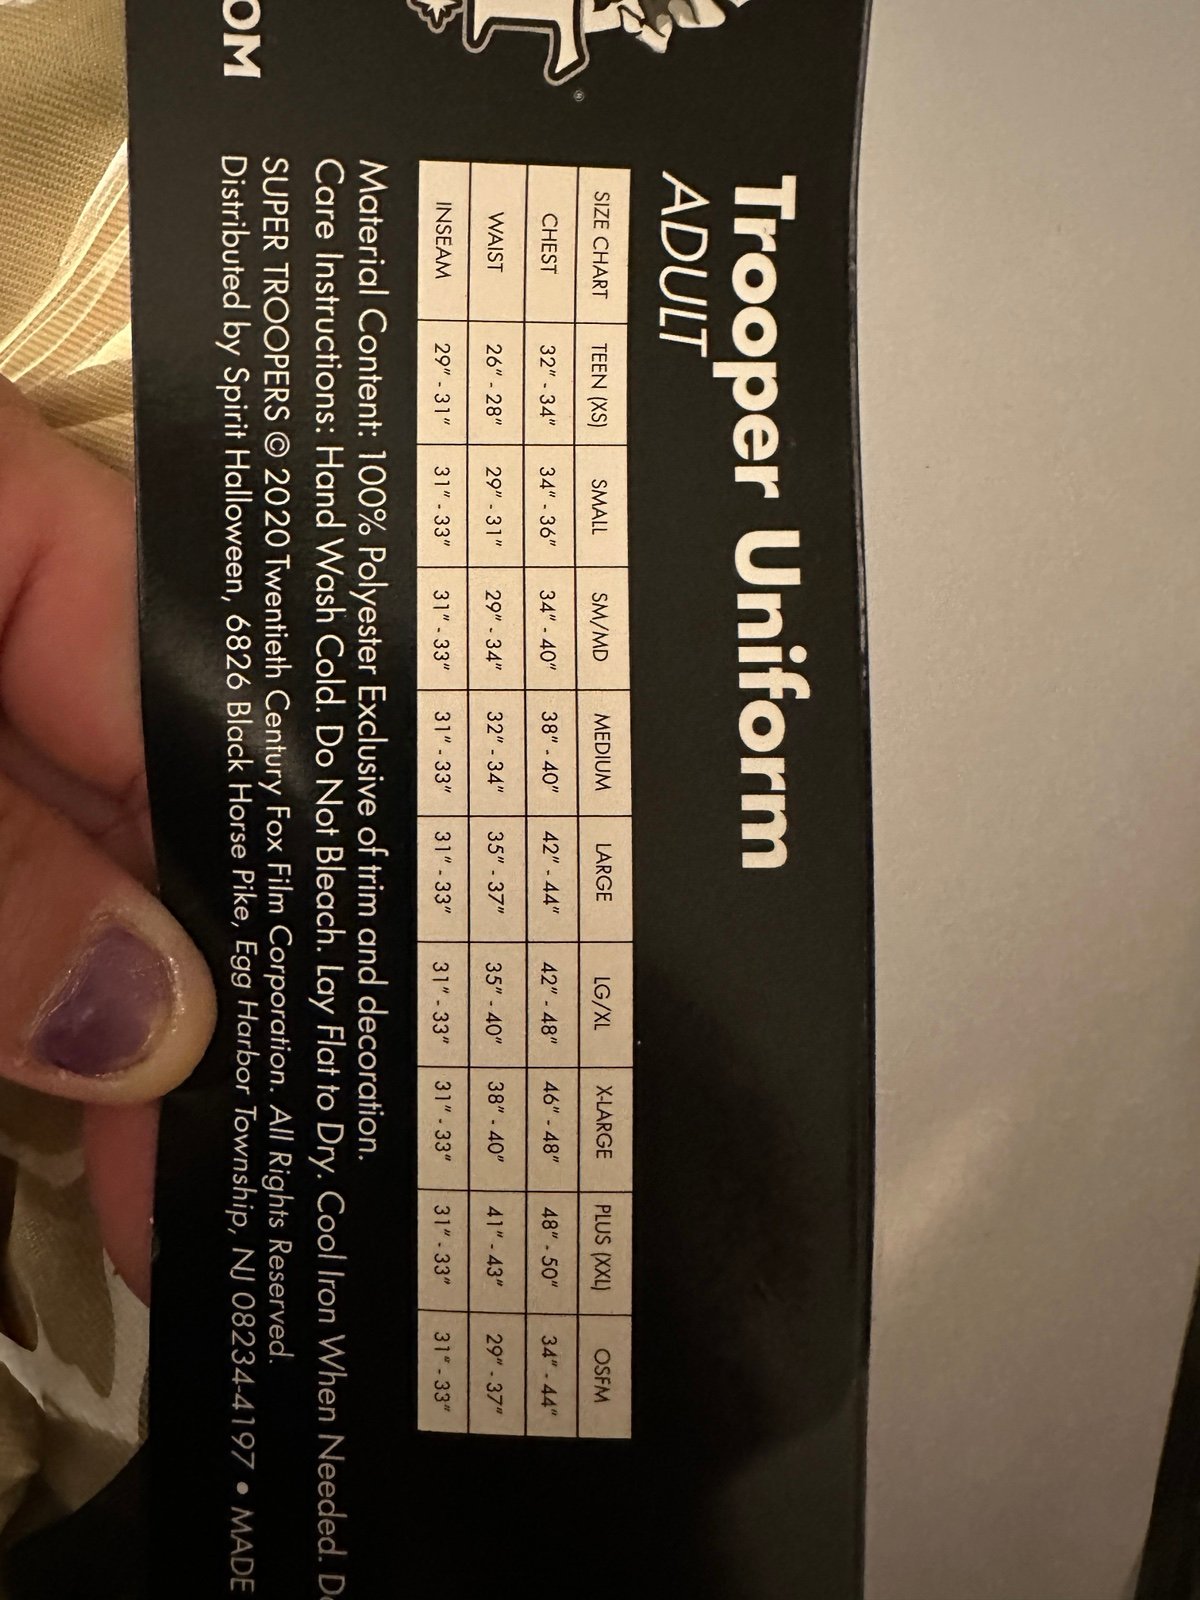 Trooper Uniform
ADULT
SIZE CHART TEEN (XS) SMALL SM/MD MEDIUM LARGE LG/XL X-LARGE PLUS (XXL) OSFM
CHEST 32" - 34" 34" - 36" 34" - 40" 38" - 40" 42" - 44" 42" - 48" 46" - 48" 48" - 50" 34" - 44"
WAIST 26" - 28" 29" - 31" 29" - 34" 32" - 34" 35" - 37" 35" - 40" 38" - 40" 41" - 43" 29" - 37"
INSEAM 29" - 31" 31" - 33" 31" - 33" 31" - 33" 31" - 33" 31" - 33" 31" - 33" 31" - 33" 31" - 33"
Material Content: 100% Polyester Exclusive of trim and decoration.
Care Instructions: Hand Wash Cold. Do Not Bleach. Lay Flat to Dry. Cool Iron When Needed.
SUPER TROOPERS © 2020 Twentieth Century Fox Film Corporation. All Rights Reserved.
OM Distributed by Spirit Halloween, 6826 Black Horse Pike, Egg Harbor Township, NJ 08234-4197 • MADE